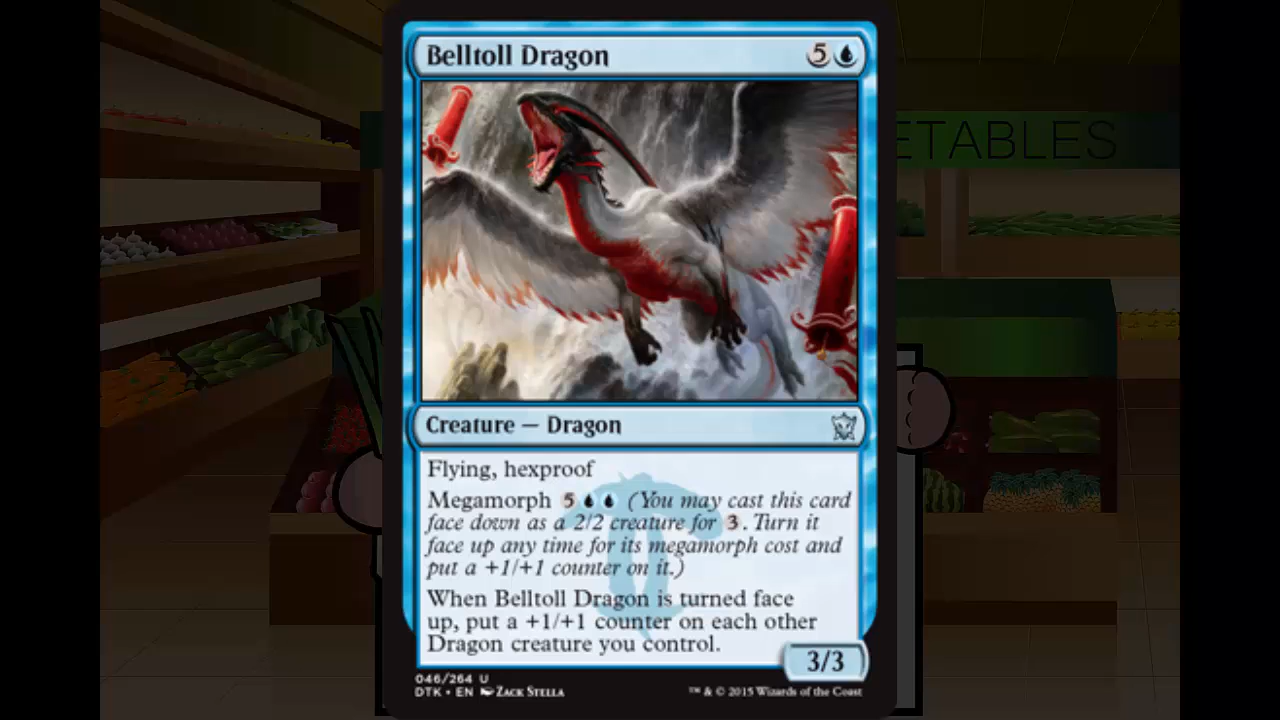 Belltoll Dragon 5
ETABLES
Creature — Dragon
Flying, hexproof
Megamorph 5 (You may cast this card
face down as a 2/2 creature for 3. Turn it
face up any time for its megamorph cost and
put a +1/+1 counter on it.)
When Belltoll Dragon is turned face
up, put a +1/+1 counter on each other
Dragon creature you control.
3/3
046/264 U
DTK • EN Zack Stella
™ & © 2015 Wizards of the Coast